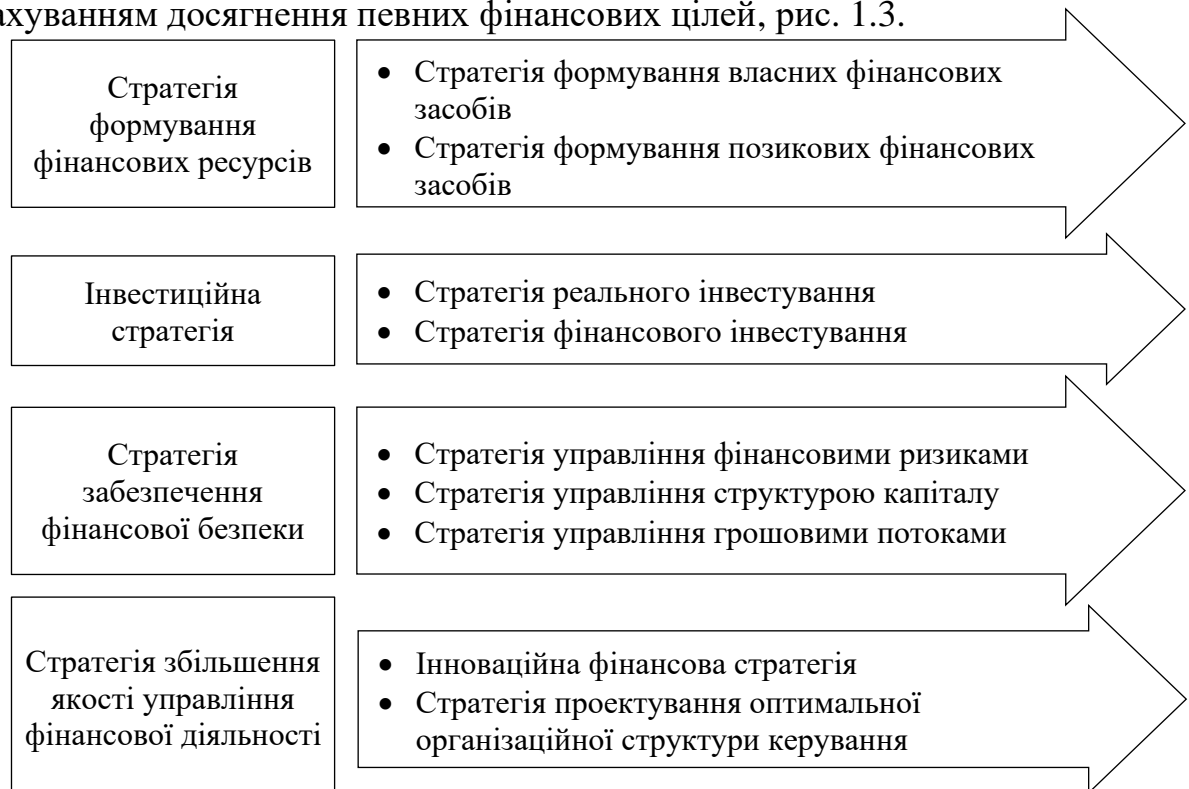 ахуванням досягнення певних фінансових цілей, рис. 1.3.
Стратегія
формування
фінансових ресурсів
• Стратегія формування власних фінансових
засобів
• Стратегія формування позикових фінансових
засобів
Інвестиційна
стратегія
• Стратегія реального інвестування
• Стратегія фінансового інвестування
Стратегія
забезпечення
фінансової безпеки
• Стратегія управління фінансовими ризиками
• Стратегія управління структурою капіталу
• Стратегія управління грошовими потоками
Стратегія збільшення
якості управління
фінансової діяльності
• Інноваційна фінансова стратегія
• Стратегія проектування оптимальної
організаційної структури керування